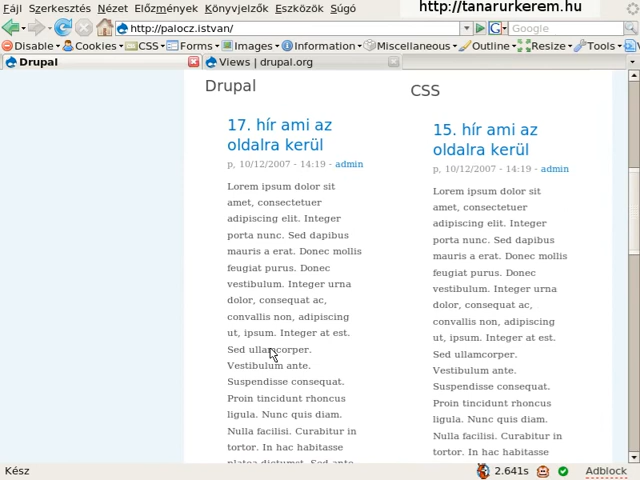 Fájl Szerkesztés Nézet Előzmények Könyvjelzők Eszközök Súgó
http://tanarurkerem.hu
http://palocz.istvan/
Google
Disable Cookies CSS Forms Images Information Miscellaneous Outline Resize Tools
Drupal
Views | drupal.org
Drupal
17. hír ami az
oldalra kerül
p, 10/12/2007 - 14:19 - admin
Lorem ipsum dolor sit
amet, consectetuer
adipiscing elit. Integer
porta nunc. Sed dapibus
mauris a erat. Donec mollis
feugiat purus. Donec
vestibulum. Integer urna
dolor, consequat ac,
convallis non, adipiscing
ut, ipsum. Integer at est.
Sed ullamcorper.
Vestibulum ante.
Suspendisse consequat.
Proin tincidunt rhoncus
ligula. Nunc quis diam.
Nulla facilisi. Curabitur in
tortor. In hac habitasse
platea dictumst. Sed ante
CSS
15. hír ami az
oldalra kerül
p, 10/12/2007 - 14:19 - admin
Lorem ipsum dolor sit
amet, consectetuer
adipiscing elit. Integer
porta nunc. Sed dapibus
mauris a erat. Donec mollis
feugiat purus. Donec
vestibulum. Integer urna
dolor, consequat ac,
convallis non, adipiscing
ut, ipsum. Integer at est.
Sed ullamcorper.
Vestibulum ante.
Suspendisse consequat.
Proin tincidunt rhoncus
ligula. Nunc quis diam.
Nulla facilisi. Curabitur in
tortor. In hac habitasse
Kész
2.641s
Adblock